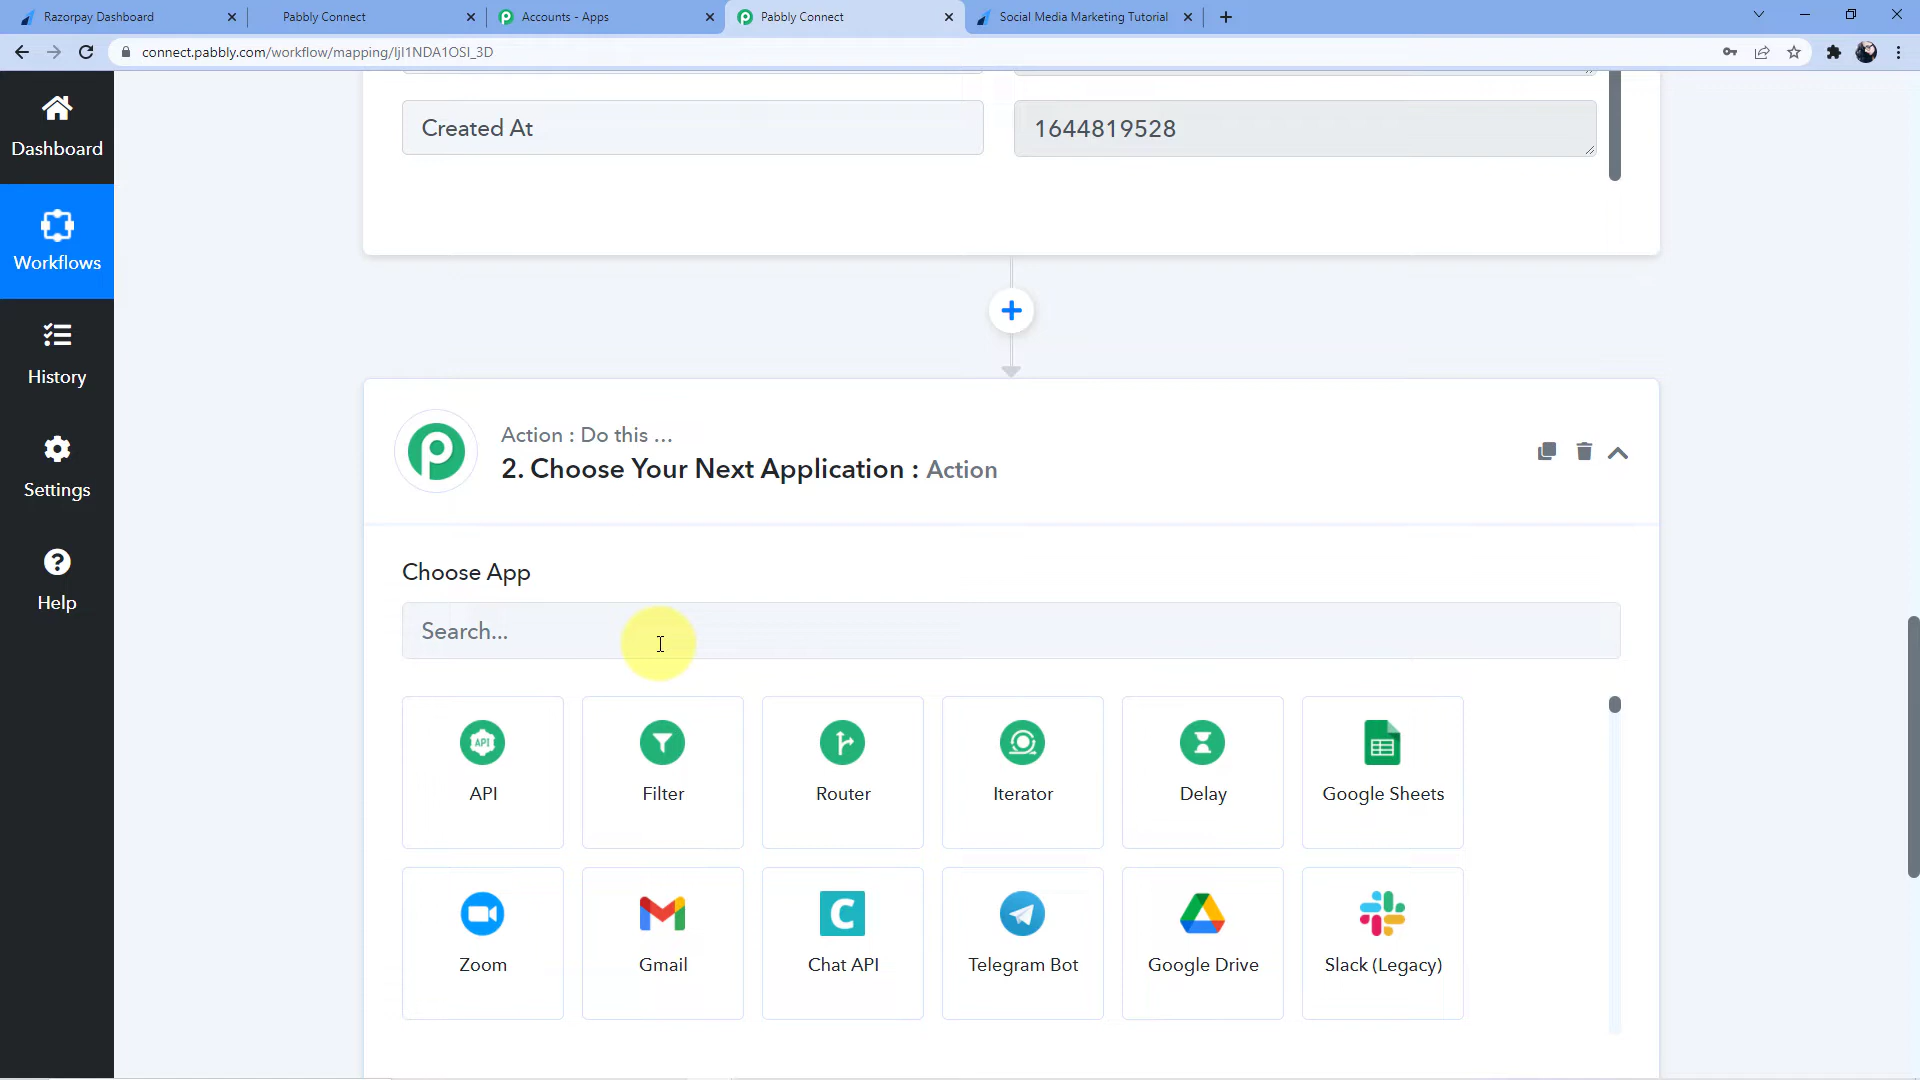 Razorpay Dashboard
Pabbly Connect
Accounts - Apps
Pabbly Connect
Social Media Marketing Tutorial
connect.pabbly.com/workflow/mapping/IjI1NDA1OSI_3D
Dashboard
Workflows
History
Settings
Help
Created At
1644819528
Action : Do this ...
2. Choose Your Next Application : Action
Choose App
Search...
API
Filter
Router
Iterator
Delay
Google Sheets
Zoom
Gmail
Chat API
Telegram Bot
Google Drive
Slack (Legacy)